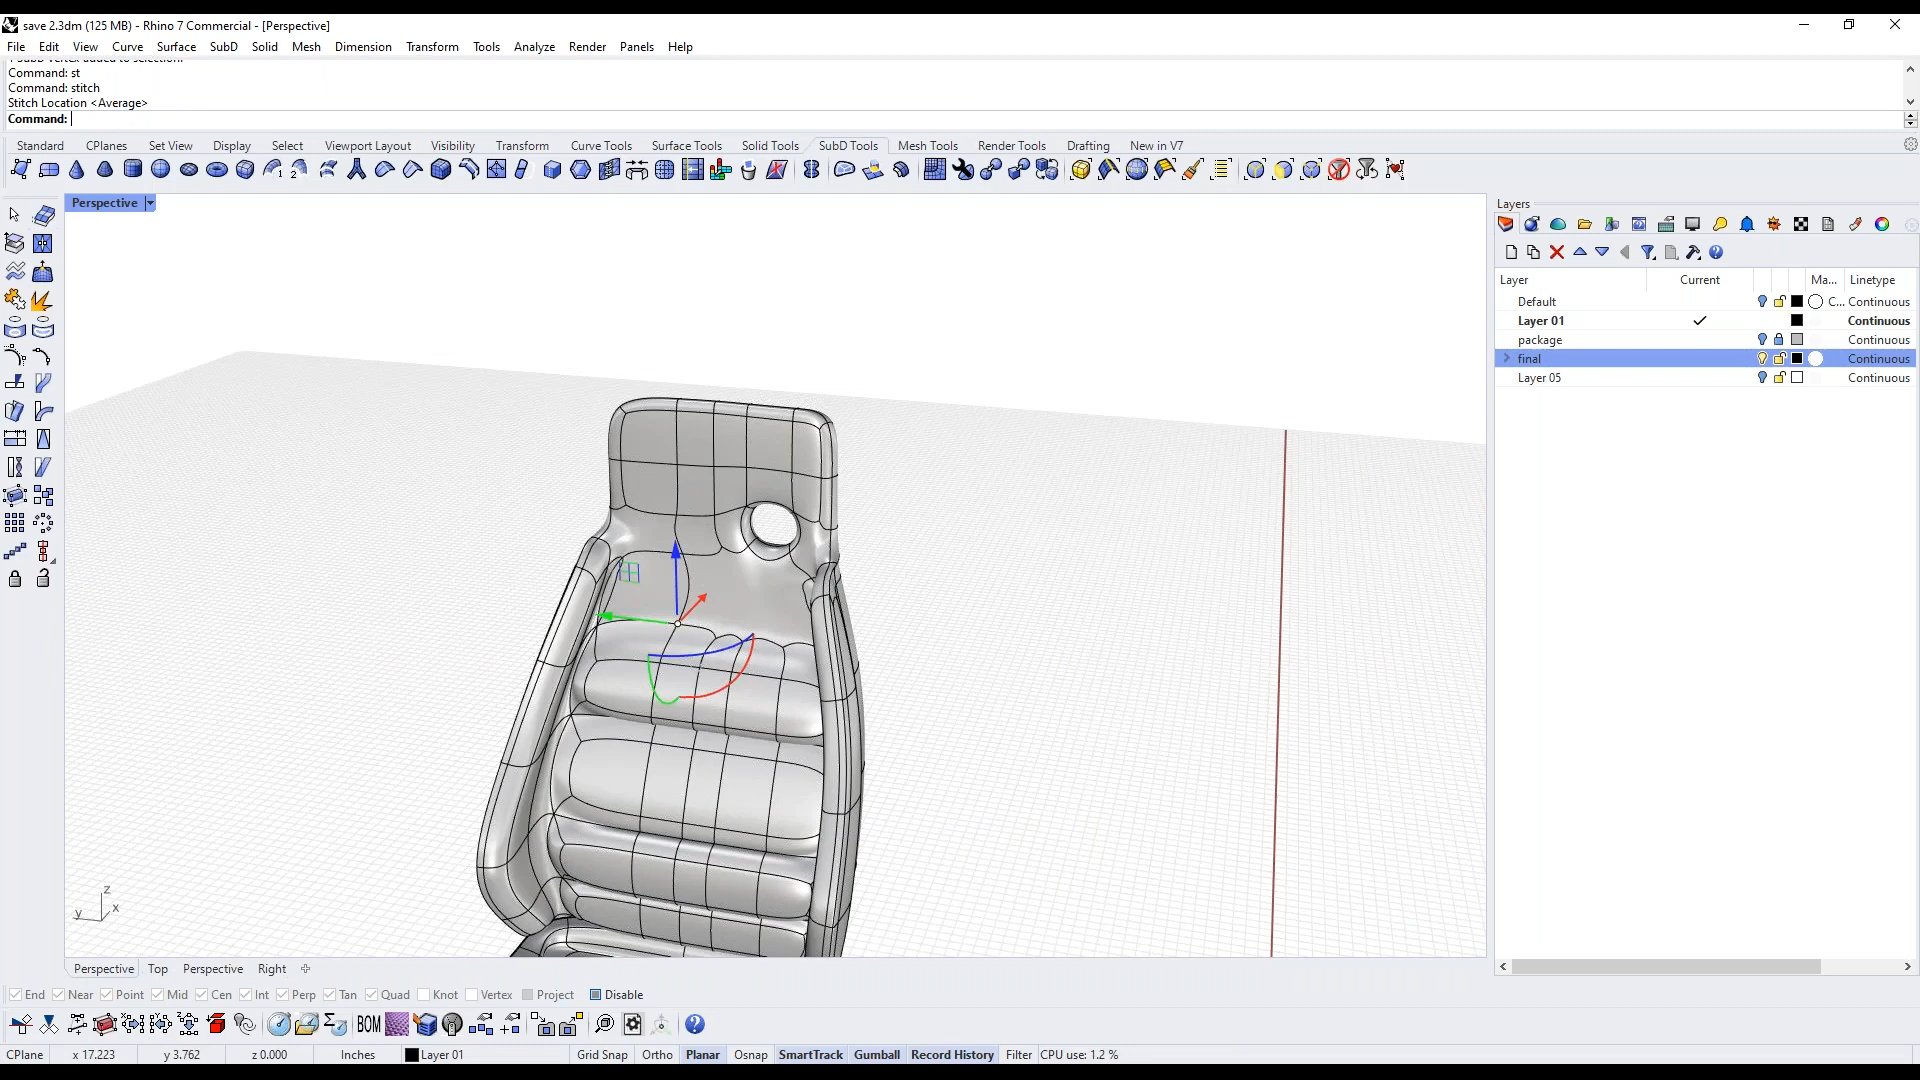 save 2.3dm (125 MB) - Rhino 7 Commercial - [Perspective]
File Edit View Curve Surface SubD Solid Mesh Dimension Transform Tools Analyze Render Panels Help
1 SubD vertex added to selection.
Command: st
Command: stitch
Stitch Location <Average>
Command:
Standard CPlanes Set View Display Select Viewport Layout Visibility Transform Curve Tools Surface Tools Solid Tools SubD Tools Mesh Tools Render Tools Drafting New in V7
Perspective
Layers
Layer Current Ma... Linetype
Default C... Continuous
Layer 01 Continuous
package Continuous
final Continuous
Layer 05 Continuous
z
y x
Perspective Top Perspective Right
End Near Point Mid Cen Int Perp Tan Quad Knot Vertex Project Disable
BOM
CPlane x 17.223 y 3.762 z 0.000 Inches Layer 01 Grid Snap Ortho Planar Osnap SmartTrack Gumball Record History Filter CPU use: 1.2 %